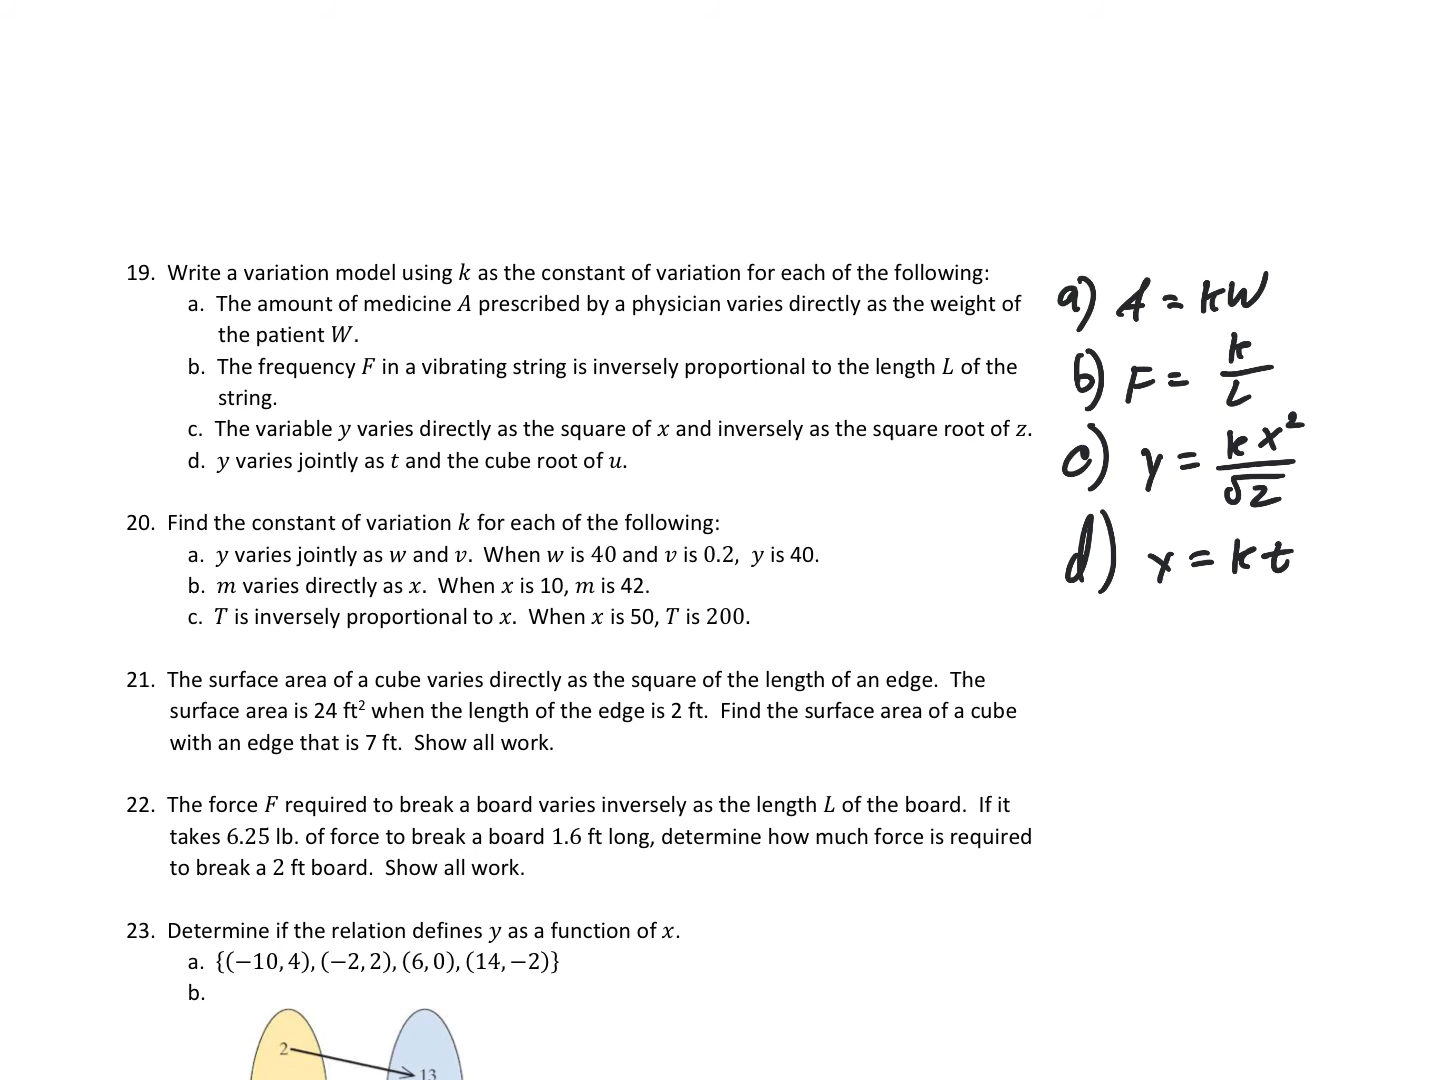 19. Write a variation model using k as the constant of variation for each of the following:
a. The amount of medicine A prescribed by a physician varies directly as the weight of
the patient W.
b. The frequency F in a vibrating string is inversely proportional to the length L of the
string.
c. The variable y varies directly as the square of x and inversely as the square root of z.
d. y varies jointly as t and the cube root of u.
a) A = kW
b) F = k/L
c) y = kx²/√z
d) y = kt
20. Find the constant of variation k for each of the following:
a. y varies jointly as w and v. When w is 40 and v is 0.2, y is 40.
b. m varies directly as x. When x is 10, m is 42.
c. T is inversely proportional to x. When x is 50, T is 200.
21. The surface area of a cube varies directly as the square of the length of an edge. The
surface area is 24 ft² when the length of the edge is 2 ft. Find the surface area of a cube
with an edge that is 7 ft. Show all work.
22. The force F required to break a board varies inversely as the length L of the board. If it
takes 6.25 lb. of force to break a board 1.6 ft long, determine how much force is required
to break a 2 ft board. Show all work.
23. Determine if the relation defines y as a function of x.
a. {(−10, 4), (−2, 2), (6, 0), (14, −2)}
b.
2
13